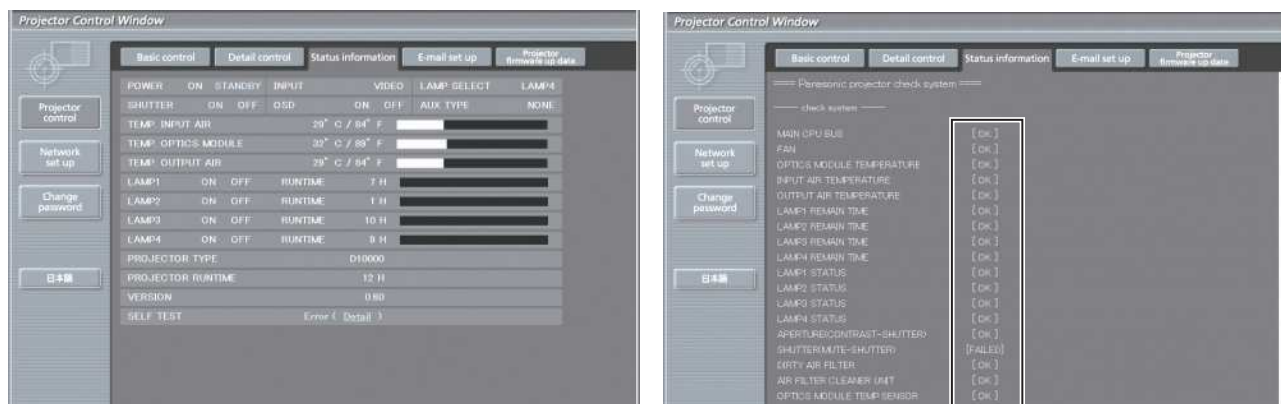 Projector Control Window
Basic control Detail control Status information E-mail set up Projector firmware up date
POWER ON STANDBY INPUT VIDEO LAMP SELECT LAMP4
SHUTTER ON OFF OSD ON OFF AUX TYPE NONE
TEMP. INPUT AIR 29° C / 84° F
TEMP. OPTICS MODULE 32° C / 89° F
TEMP. OUTPUT AIR 29° C / 84° F
LAMP1 ON OFF RUNTIME 7 H
LAMP2 ON OFF RUNTIME 1 H
LAMP3 ON OFF RUNTIME 10 H
LAMP4 ON OFF RUNTIME 9 H
PROJECTOR TYPE D10000
PROJECTOR RUNTIME 12 H
VERSION 0.80
SELF TEST Error ( Detail )
Projector control
Network set up
Change password
日本語
Projector Control Window
Basic control Detail control Status information E-mail set up Projector firmware up date
==== Panasonic projector check system ====
---- check system ----
MAIN CPU BUS [ OK ]
FAN [ OK ]
OPTICS MODULE TEMPERATURE [ OK ]
INPUT AIR TEMPERATURE [ OK ]
OUTPUT AIR TEMPERATURE [ OK ]
LAMP1 REMAIN TIME [ OK ]
LAMP2 REMAIN TIME [ OK ]
LAMP3 REMAIN TIME [ OK ]
LAMP4 REMAIN TIME [ OK ]
LAMP1 STATUS [ OK ]
LAMP2 STATUS [ OK ]
LAMP3 STATUS [ OK ]
LAMP4 STATUS [ OK ]
APERTURE(CONTRAST-SHUTTER) [ OK ]
SHUTTER(MUTE-SHUTTER) [FAILED]
DIRTY AIR FILTER [ OK ]
AIR FILTER CLEANER UNIT [ OK ]
OPTICS MODULE TEMP SENSOR [ OK ]
Projector control
Network set up
Change password
日本語